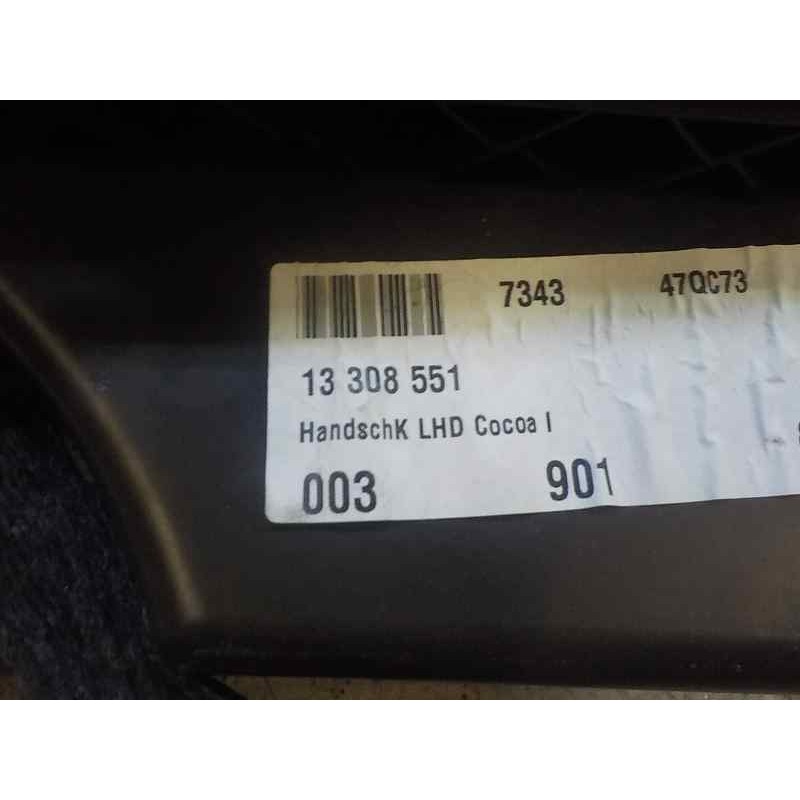 7343 47QC73
13 308 551
HandschK LHD Cocoa I
003 901